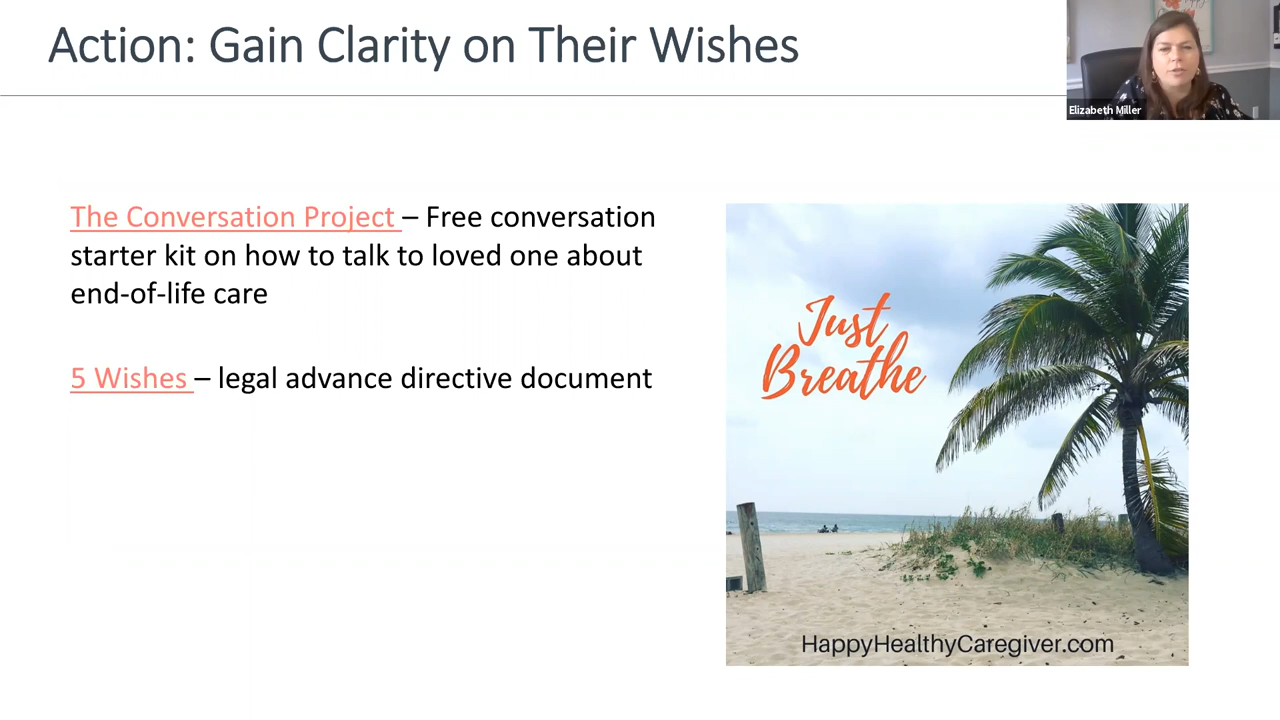 Action: Gain Clarity on Their Wishes
Elizabeth Miller
The Conversation Project – Free conversation
starter kit on how to talk to loved one about
end-of-life care
5 Wishes – legal advance directive document
Just
Breathe
HappyHealthyCaregiver.com